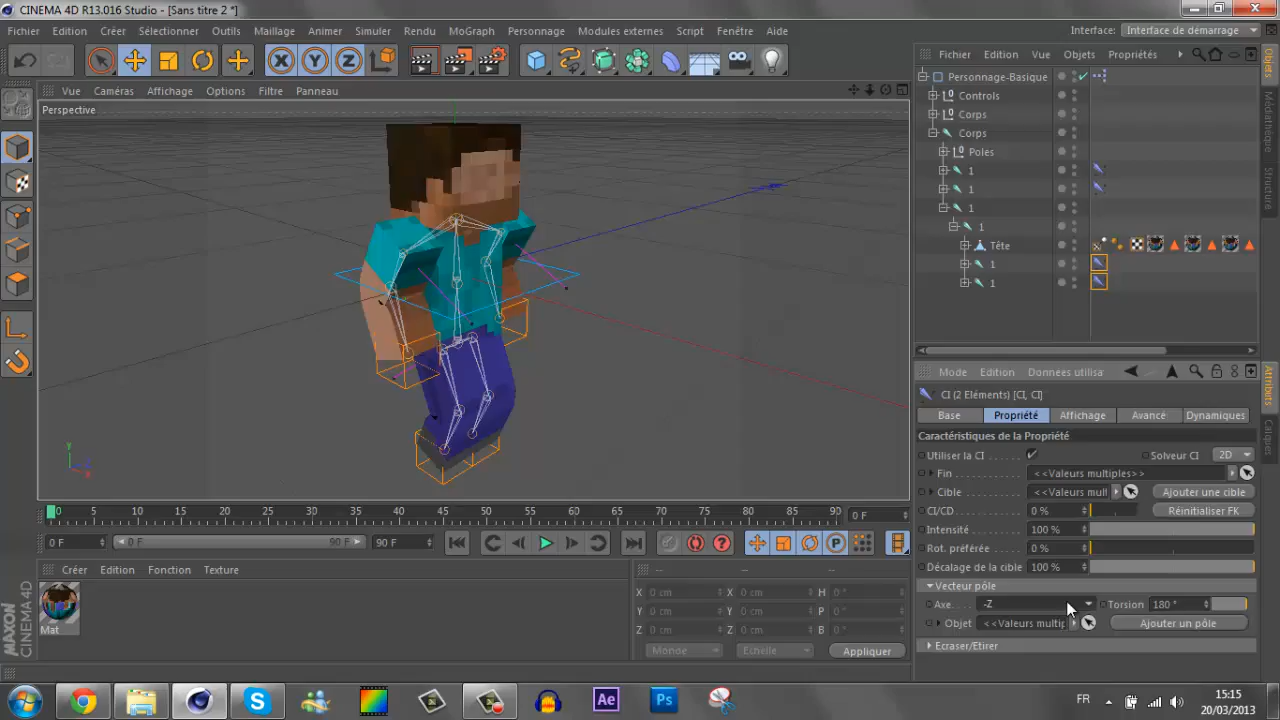 CINEMA 4D R13.016 Studio - [Sans titre 2 *]
Fichier Edition Créer Sélectionner Outils Maillage Animer Simuler Rendu MoGraph Personnage Modules externes Script Fenêtre Aide Interface: Interface de démarrage
X Y Z Fichier Edition Vue Objets Propriétés
Vue Caméras Affichage Options Filtre Panneau
Perspective
Personnage-Basique
Controls
Corps
Corps
Poles
1
1
1
1
Tête
1
1
Objets
Médiathèque
Structure
Mode Edition Données utilisa
CI (2 Eléments) [CI, CI]
Base Propriété Affichage Avancé Dynamiques
Caractéristiques de la Propriété
Utiliser la CI Solveur CI 2D
Fin <<Valeurs multiples>>
Cible <<Valeurs mult Ajouter une cible
CI/CD 0 % Réinitialiser FK
Intensité 100 %
Rot. préférée 0 %
Décalage de la cible 100 %
Vecteur pôle
Axe -Z Torsion 180 °
Objet <<Valeurs multip Ajouter un pôle
Ecraser/Etirer
Attributs
Calques
Y
X
0 5 10 15 20 25 30 35 40 45 50 55 60 65 70 75 80 85 90 0 F
0 F 0 F 90 F 90 F P
Créer Edition Fonction Texture
Mat
-- -- --
X 0 cm X 0 cm H 0 °
Y 0 cm Y 0 cm P 0 °
Z 0 cm Z 0 cm B 0 °
Monde Echelle Appliquer
MAXON
CINEMA 4D
Ae Ps FR 15:15
20/03/2013